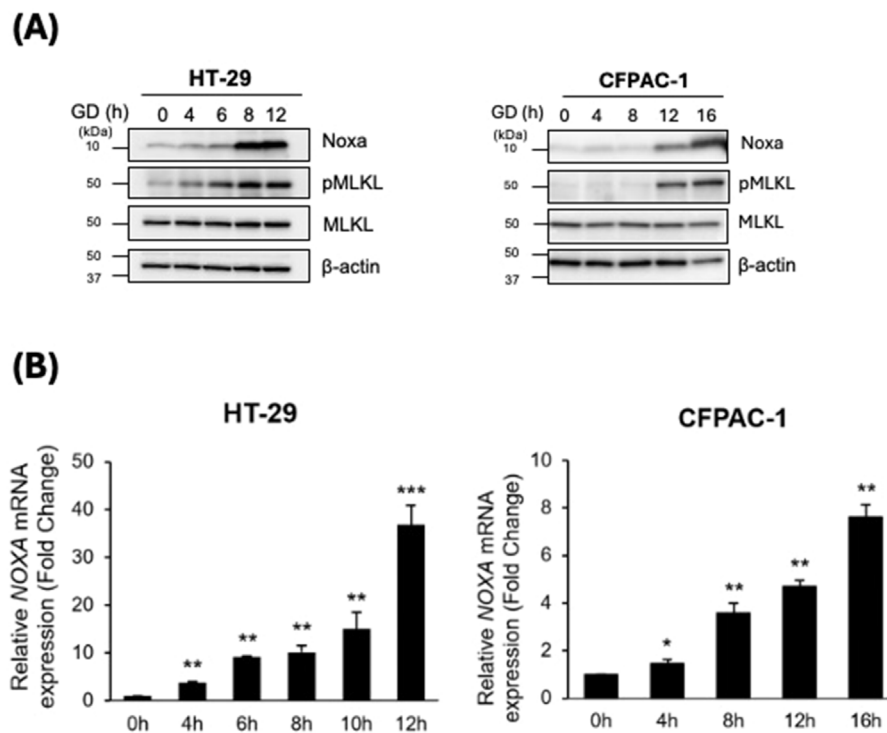 (A)
HT-29
GD (h) 0 4 6 8 12
(kDa)
10 Noxa
50 pMLKL
50 MLKL
50
37 β-actin
CFPAC-1
GD (h) 0 4 8 12 16
(kDa)
10 Noxa
50 pMLKL
50 MLKL
50
37 β-actin
(B)
HT-29
Relative NOXA mRNA
expression (Fold Change)
50
40
30
20
10
0
** ** ** ** ***
0h 4h 6h 8h 10h 12h
CFPAC-1
Relative NOXA mRNA
expression (Fold Change)
10
8
6
4
2
0
* ** ** **
0h 4h 8h 12h 16h